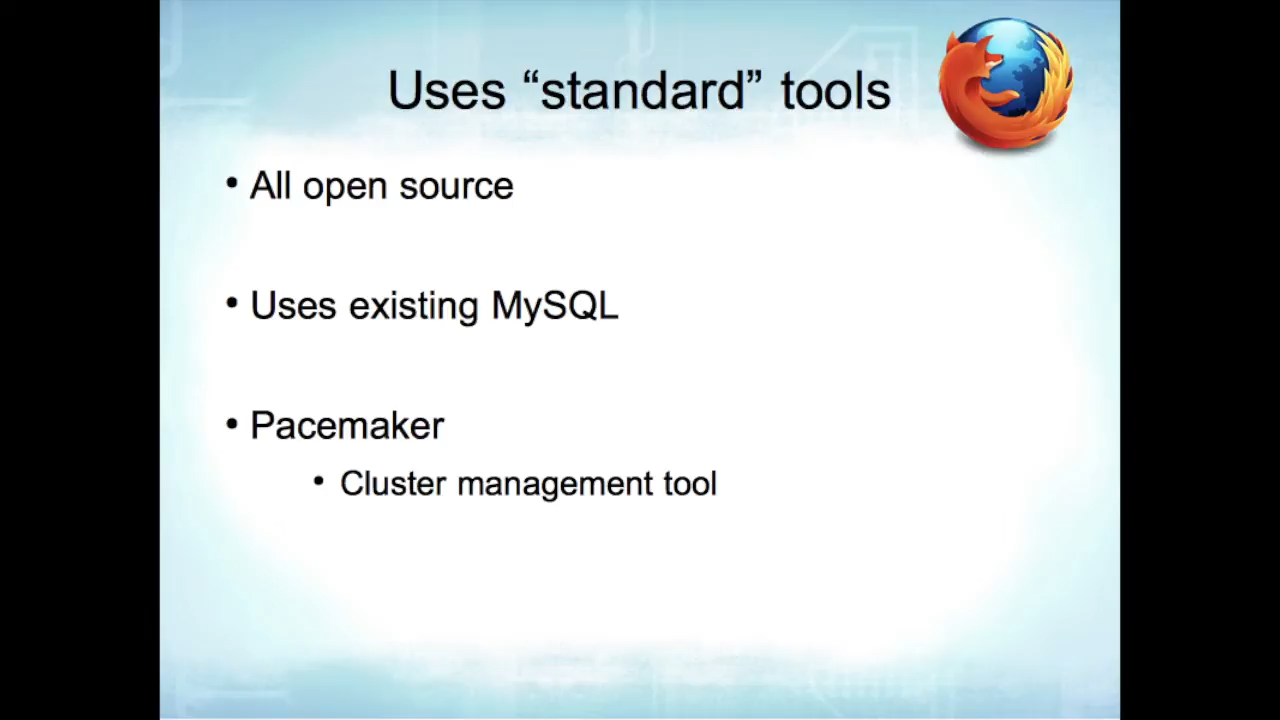 Uses “standard” tools
• All open source
• Uses existing MySQL
• Pacemaker
• Cluster management tool